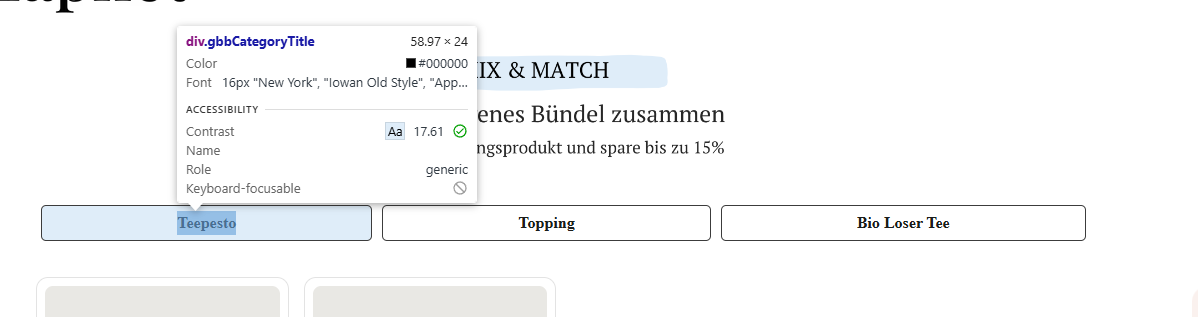 div.gbbCategoryTitle 58.97 × 24
Color #000000
Font 16px "New York", "Iowan Old Style", "App...
ACCESSIBILITY
Contrast Aa 17.61
Name
Role generic
Keyboard-focusable
IX & MATCH
enes Bündel zusammen
ngsprodukt und spare bis zu 15%
Teepesto Topping Bio Loser Tee